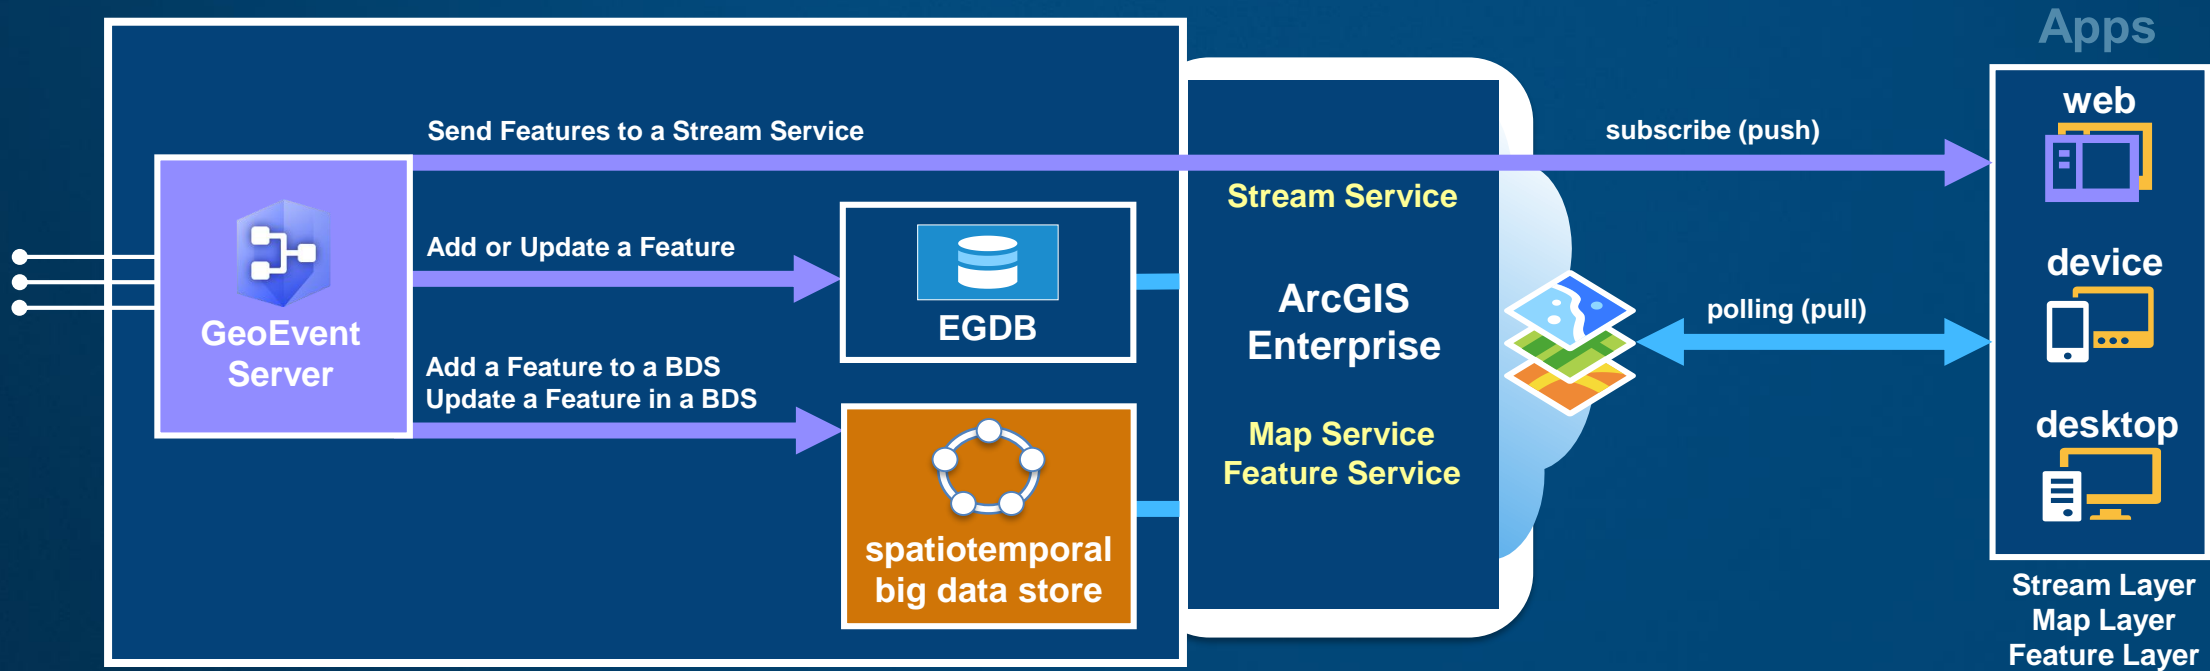 Apps
web
Send Features to a Stream Service
subscribe (push)
Stream Service
Add or Update a Feature
device
GeoEvent
Server
EGDB
ArcGIS
Enterprise
polling (pull)
Add a Feature to a BDS
Update a Feature in a BDS
Map Service
Feature Service
desktop
spatiotemporal
big data store
Stream Layer
Map Layer
Feature Layer